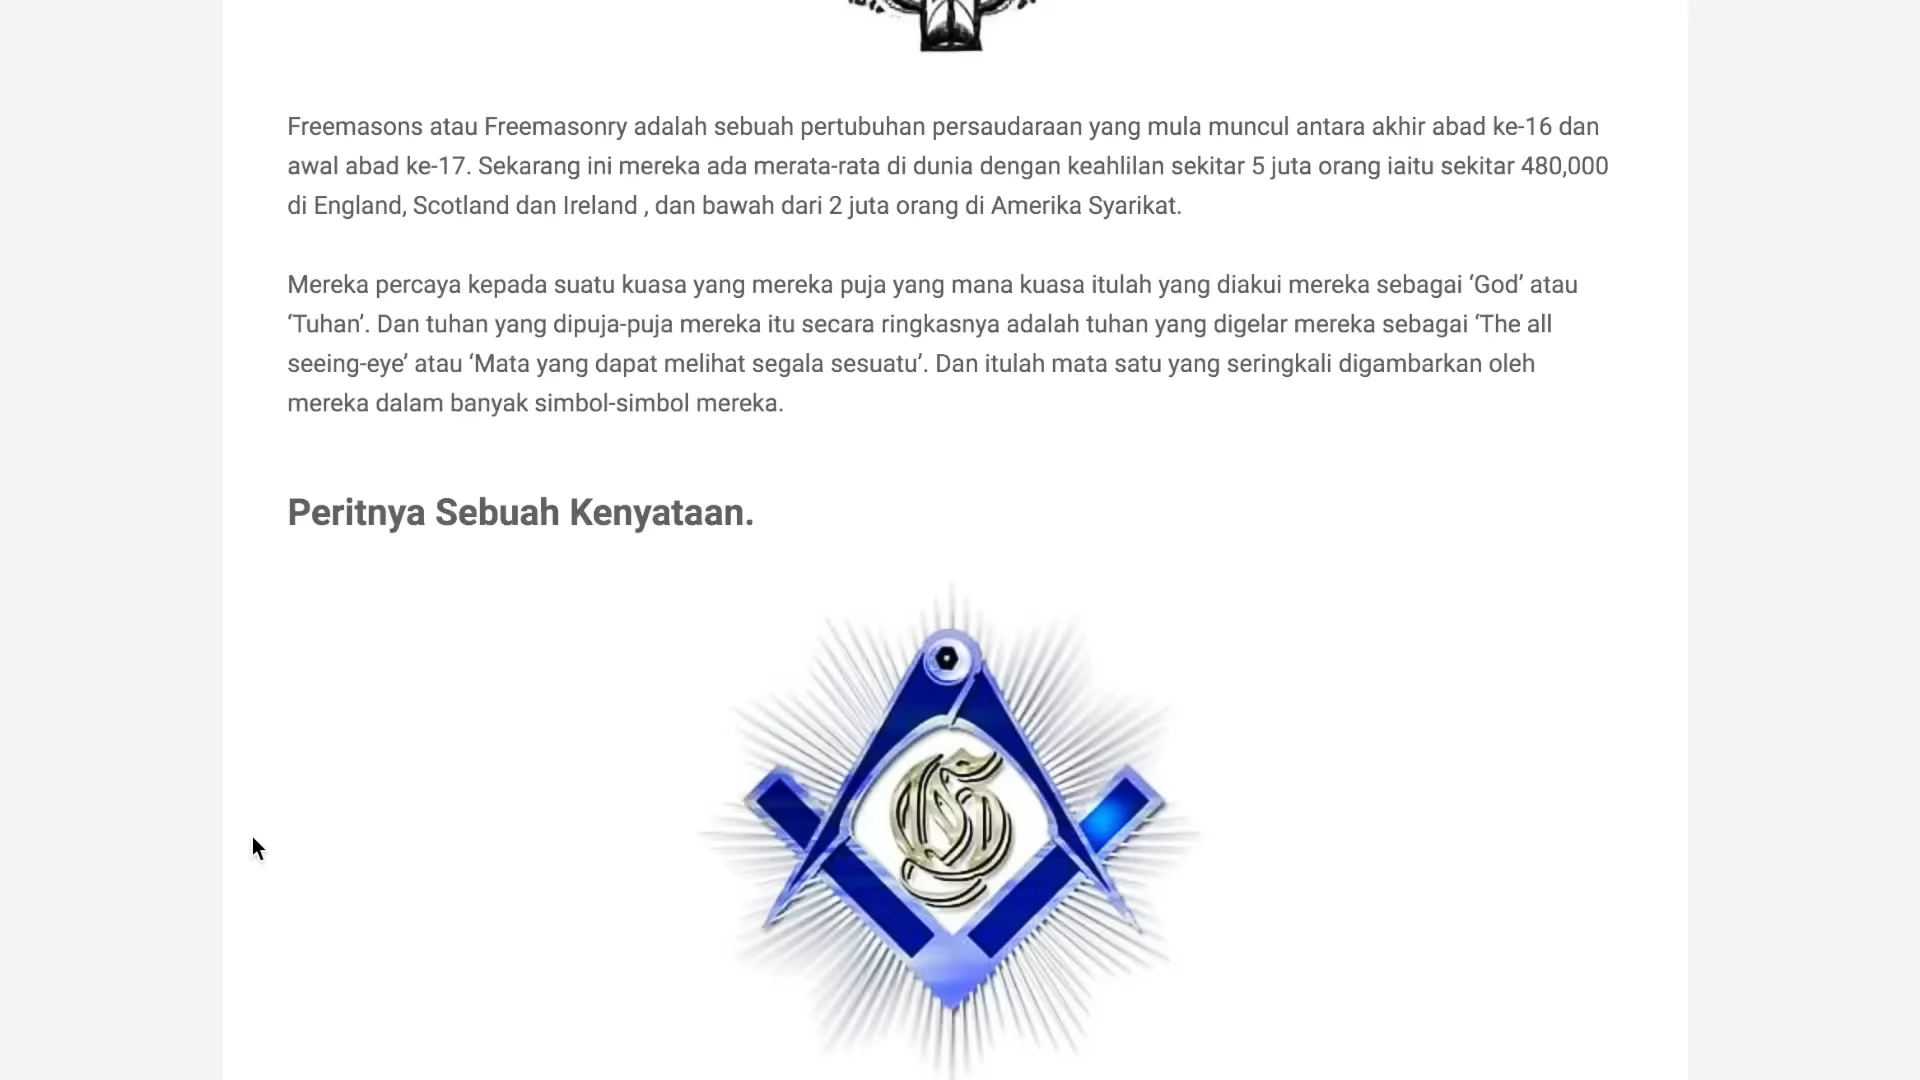 Freemasons atau Freemasonry adalah sebuah pertubuhan persaudaraan yang mula muncul antara akhir abad ke-16 dan
awal abad ke-17. Sekarang ini mereka ada merata-rata di dunia dengan keahlilan sekitar 5 juta orang iaitu sekitar 480,000
di England, Scotland dan Ireland , dan bawah dari 2 juta orang di Amerika Syarikat.
Mereka percaya kepada suatu kuasa yang mereka puja yang mana kuasa itulah yang diakui mereka sebagai ‘God’ atau
‘Tuhan’. Dan tuhan yang dipuja-puja mereka itu secara ringkasnya adalah tuhan yang digelar mereka sebagai ‘The all
seeing-eye’ atau ‘Mata yang dapat melihat segala sesuatu’. Dan itulah mata satu yang seringkali digambarkan oleh
mereka dalam banyak simbol-simbol mereka.
Peritnya Sebuah Kenyataan.
G